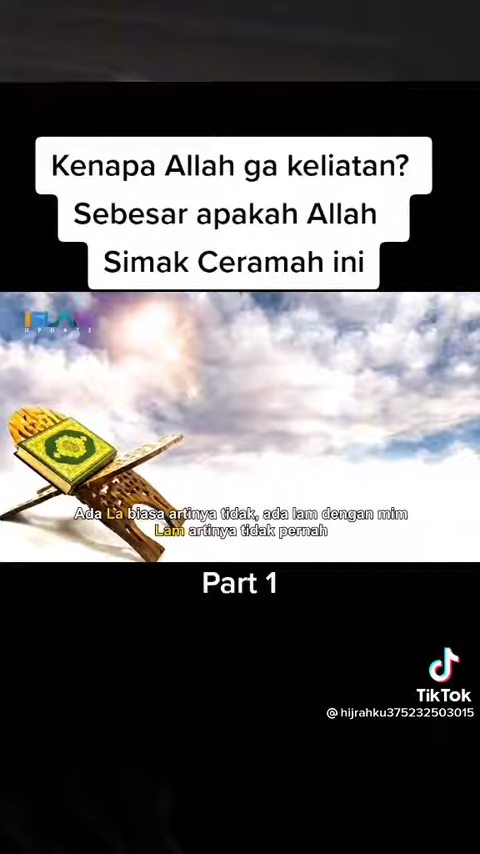 Kenapa Allah ga keliatan?
Sebesar apakah Allah
Simak Ceramah ini
UPDATE
Ada La biasa artinya tidak, ada lam dengan mim
Lam artinya tidak pernah
Part 1
TikTok
@hijrahku375232503015